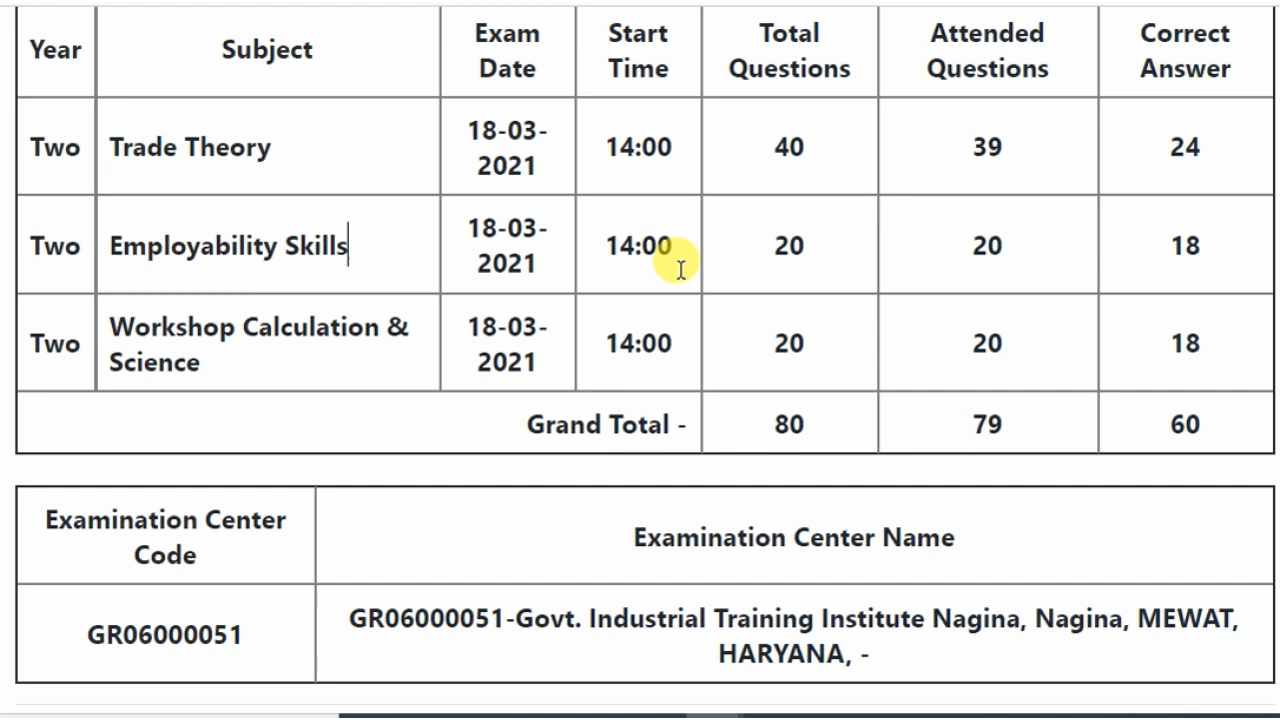 Year Subject Exam Date Start Time Total Questions Attended Questions Correct Answer
Two Trade Theory 18-03-2021 14:00 40 39 24
Two Employability Skills 18-03-2021 14:00 20 20 18
Two Workshop Calculation & Science 18-03-2021 14:00 20 20 18
Grand Total - 80 79 60
Examination Center Code Examination Center Name
GR06000051 GR06000051-Govt. Industrial Training Institute Nagina, Nagina, MEWAT, HARYANA, -